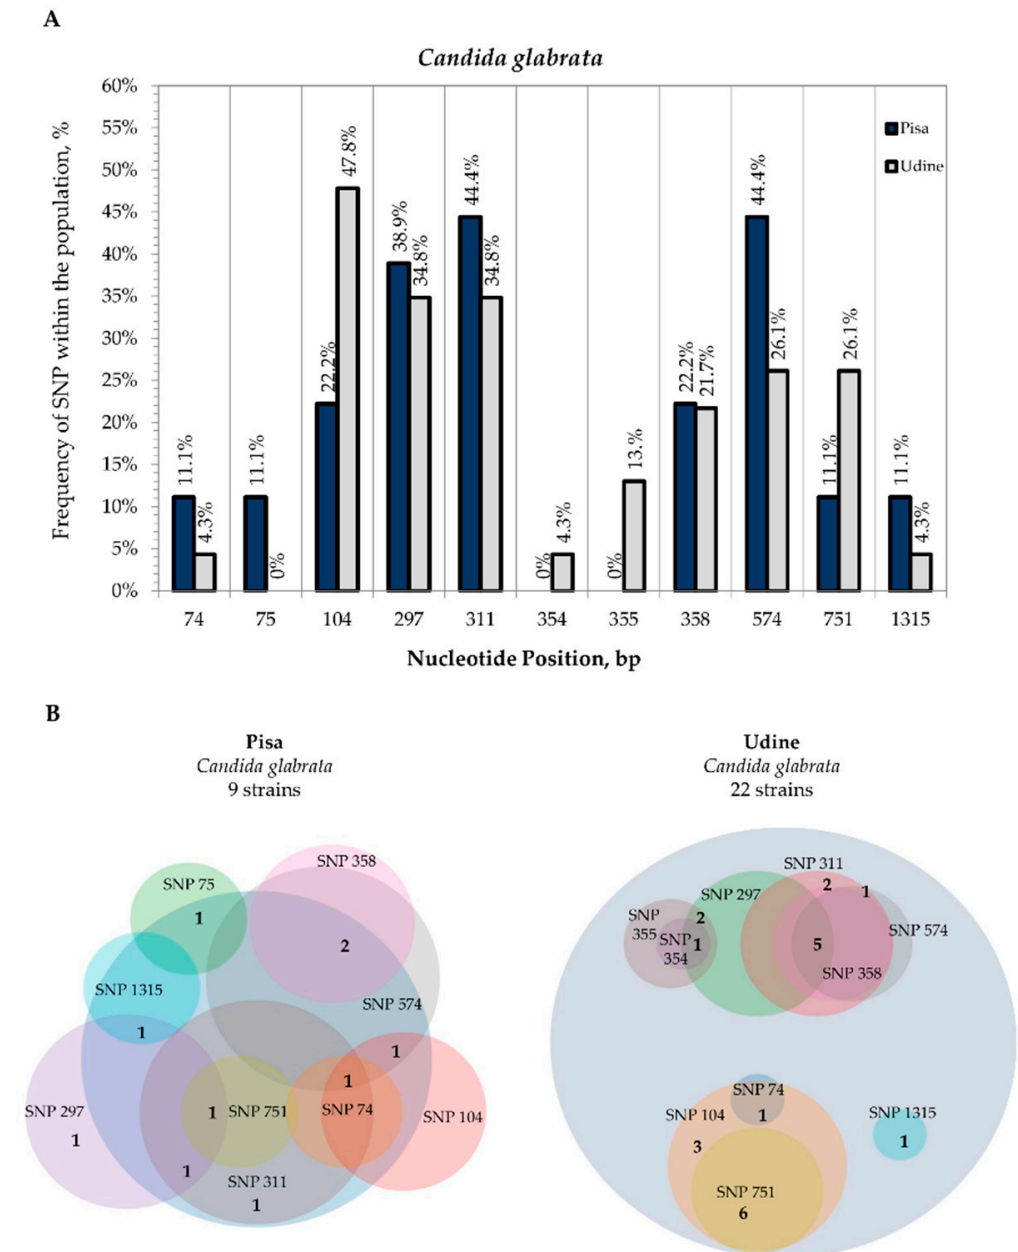 A
Candida glabrata
Frequency of SNP within the population, %
60%
55%
50%
45%
40%
35%
30%
25%
20%
15%
10%
5%
0%
Pisa
Udine
11.1%
4.3%
11.1%
0%
22.2%
47.8%
38.9%
34.8%
44.4%
34.8%
0%
4.3%
0%
13.%
22.2%
21.7%
44.4%
26.1%
11.1%
26.1%
11.1%
4.3%
74 75 104 297 311 354 355 358 574 751 1315
Nucleotide Position, bp
B
Pisa
Candida glabrata
9 strains
SNP 358
SNP 75
1
2
SNP 1315
SNP 574
1
1
1
SNP 297
1 SNP 751
SNP 74
SNP 104
1
1
SNP 311
1
Udine
Candida glabrata
22 strains
SNP 311
2
1
SNP 297
SNP
355
2
SNP
354
1
5
SNP 574
SNP 358
SNP 74
1
SNP 104
3
SNP 1315
1
SNP 751
6